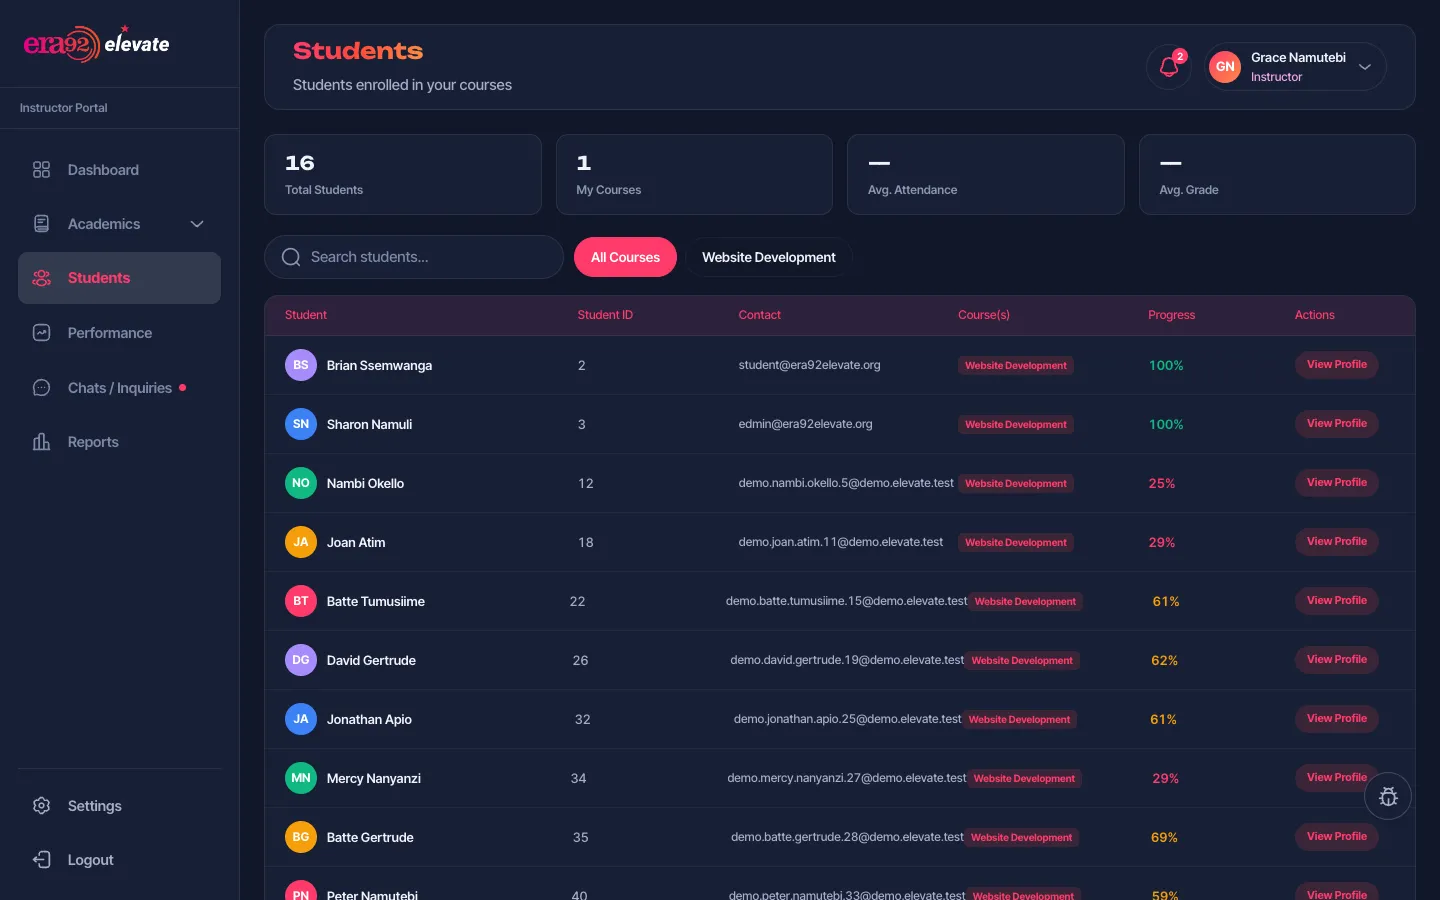 era92 elevate
Instructor Portal
Dashboard
Academics
Students
Performance
Chats / Inquiries
Reports
Settings
Logout
Students
Students enrolled in your courses
2
GN
Grace Namutebi
Instructor
16
Total Students
1
My Courses
—
Avg. Attendance
—
Avg. Grade
Search students...
All Courses
Website Development
Student Student ID Contact Course(s) Progress Actions
BS Brian Ssemwanga 2 student@era92elevate.org Website Development 100% View Profile
SN Sharon Namuli 3 edmin@era92elevate.org Website Development 100% View Profile
NO Nambi Okello 12 demo.nambi.okello.5@demo.elevate.test Website Development 25% View Profile
JA Joan Atim 18 demo.joan.atim.11@demo.elevate.test Website Development 29% View Profile
BT Batte Tumusiime 22 demo.batte.tumusiime.15@demo.elevate.test Website Development 61% View Profile
DG David Gertrude 26 demo.david.gertrude.19@demo.elevate.test Website Development 62% View Profile
JA Jonathan Apio 32 demo.jonathan.apio.25@demo.elevate.test Website Development 61% View Profile
MN Mercy Nanyanzi 34 demo.mercy.nanyanzi.27@demo.elevate.test Website Development 29% View Profile
BG Batte Gertrude 35 demo.batte.gertrude.28@demo.elevate.test Website Development 69% View Profile
PN Peter Namutebi 40 demo.peter.namutebi.33@demo.elevate.test Website Development 59% View Profile